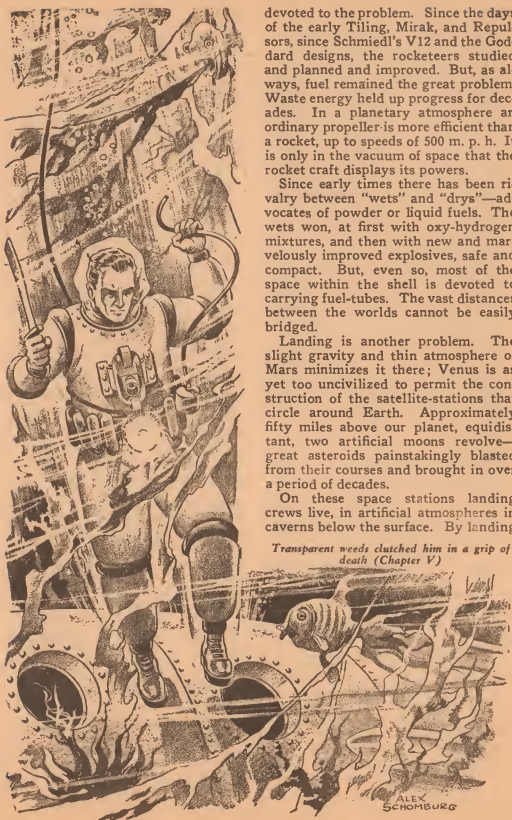 devoted to the problem. Since the days
of the early Tiling, Mirak, and Repul-
sors, since Schmiedl's V12 and the God-
dard designs, the rocketeers studied
and planned and improved. But, as al-
ways, fuel remained the great problem.
Waste energy held up progress for dec-
ades. In a planetary atmosphere an
ordinary propeller is more efficient than
a rocket, up to speeds of 500 m. p. h. It
is only in the vacuum of space that the
rocket craft displays its powers.
Since early times there has been ri-
valry between "wets" and "drys"—ad-
vocates of powder or liquid fuels. The
wets won, at first with oxy-hydrogen
mixtures, and then with new and mar-
velously improved explosives, safe and
compact. But, even so, most of the
space within the shell is devoted to
carrying fuel-tubes. The vast distances
between the worlds cannot be easily
bridged.
Landing is another problem. The
slight gravity and thin atmosphere of
Mars minimizes it there; Venus is as
yet too uncivilized to permit the con-
struction of the satellite-stations that
circle around Earth. Approximately
fifty miles above our planet, equidis-
tant, two artificial moons revolve—
great asteroids painstakingly blasted
from their courses and brought in over
a period of decades.
On these space stations landing
crews live, in artificial atmospheres in
caverns below the surface. By landing
Transparent weeds clutched him in a grip of
death (Chapter V)
ALEX
SCHOMBURG